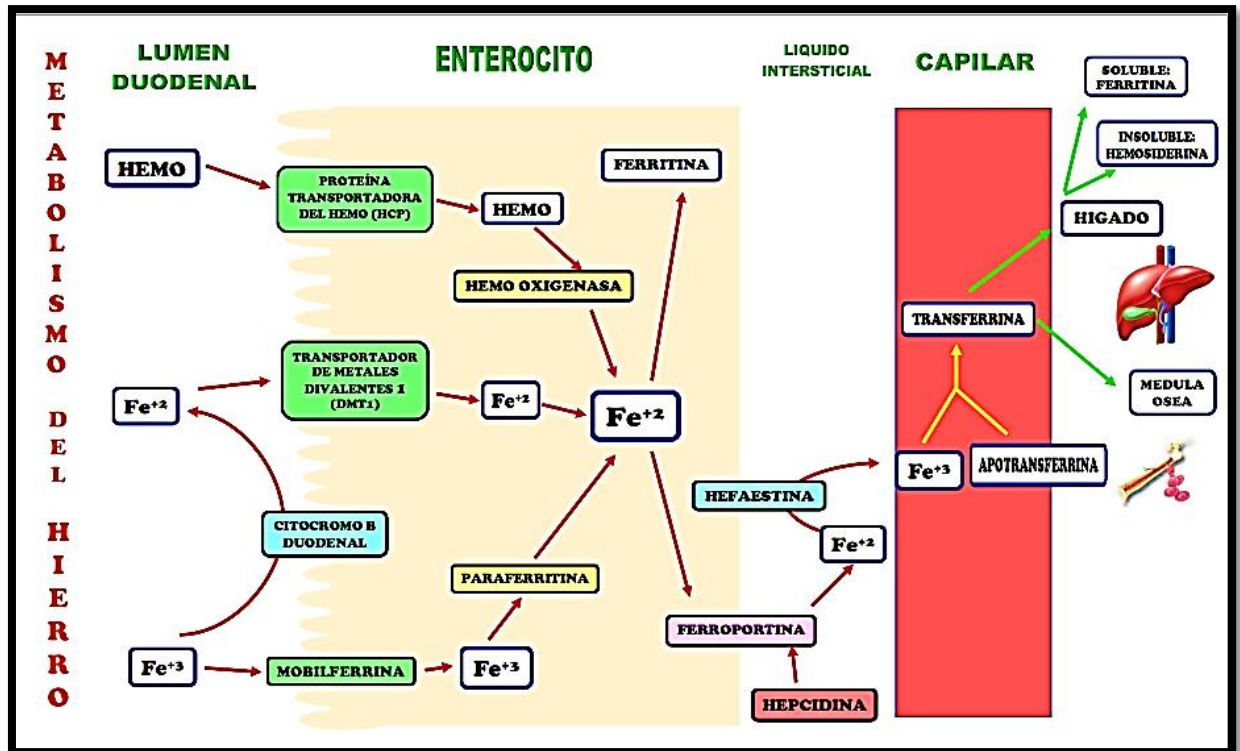 METABOLISMO DEL HIERRO
LUMEN
DUODENAL
ENTEROCITO
LIQUIDO
INTERSTICIAL
CAPILAR
SOLUBLE:
FERRITINA
INSOLUBLE:
HEMOSIDERINA
HIGADO
HEMO
PROTEÍNA
TRANSPORTADORA
DEL HEMO (HCP)
HEMO
FERRITINA
HEMO OXIGENASA
TRANSFERRINA
TRANSPORTADOR
DE METALES
DIVALENTES 1
(DMT1)
Fe+2
Fe+2
Fe+2
MEDULA
OSEA
Fe+3
APOTRANSFERRINA
HEFAESTINA
CITOCROMO B
DUODENAL
Fe+2
PARAFERRITINA
FERROPORTINA
Fe+3
MOBILFERRINA
Fe+3
HEPCIDINA